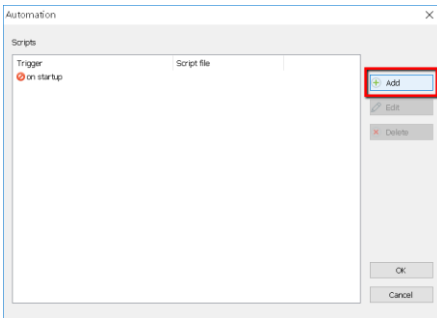 Automation
Scripts
Trigger Script file
on startup
Add
Edit
Delete
OK
Cancel